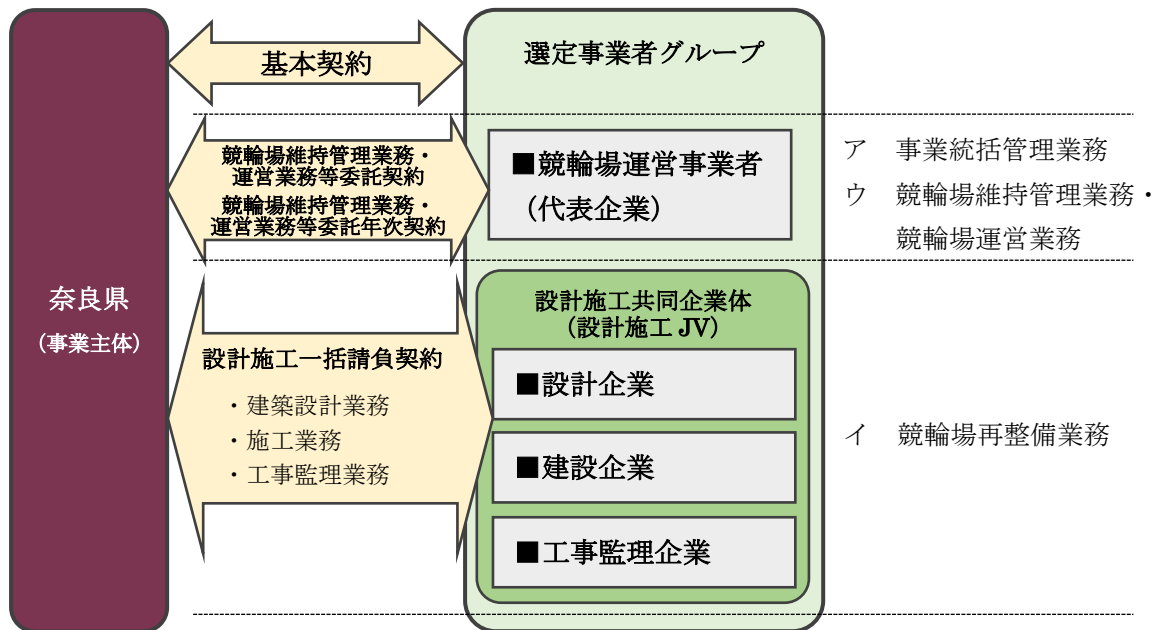 奈良県
（事業主体）
基本契約
選定事業者グループ
競輪場維持管理業務・
運営業務等委託契約
競輪場維持管理業務・
運営業務等委託年次契約
■競輪場運営事業者
（代表企業）
ア　事業統括管理業務
ウ　競輪場維持管理業務・
競輪場運営業務
設計施工一括請負契約
・建築設計業務
・施工業務
・工事監理業務
設計施工共同企業体
（設計施工 JV）
■設計企業
■建設企業
■工事監理企業
イ　競輪場再整備業務